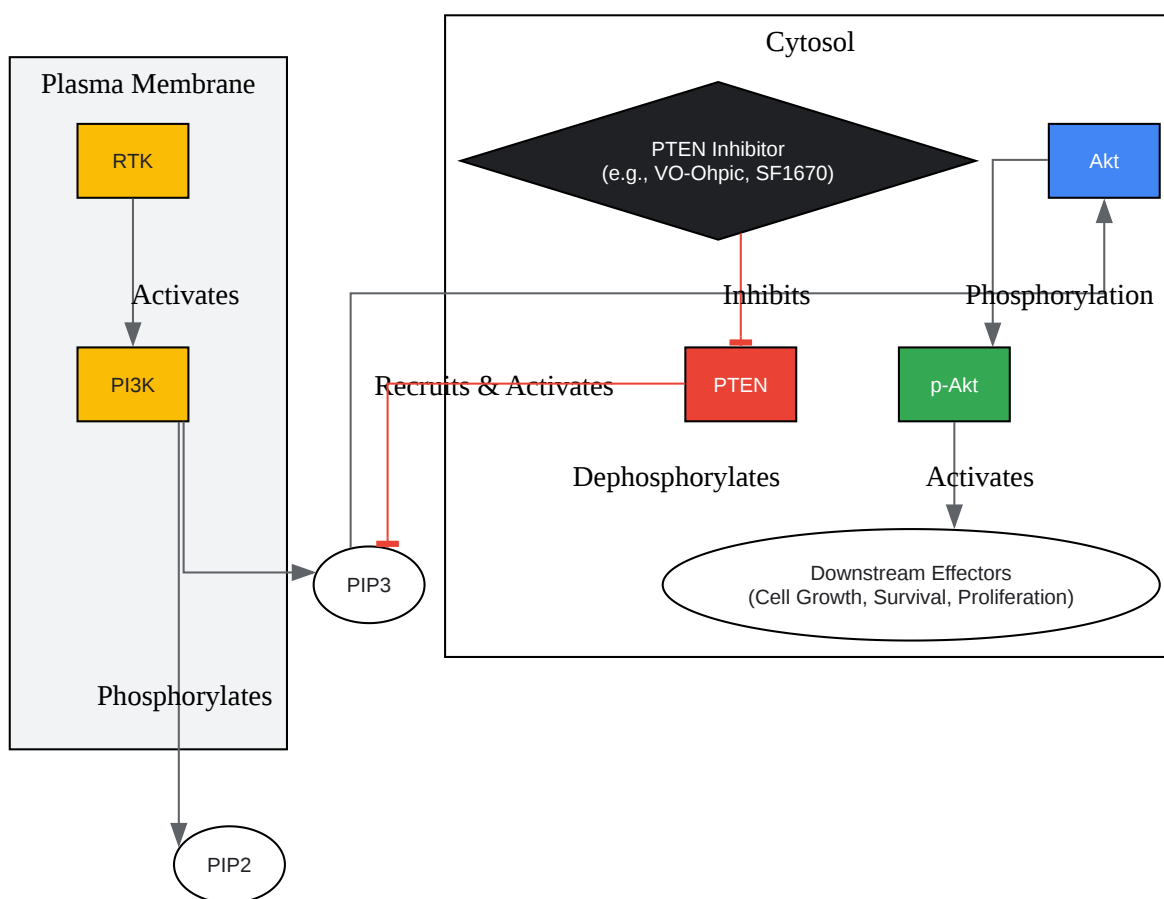 Cytosol
Plasma Membrane
RTK
PTEN Inhibitor
(e.g., VO-Ohpic, SF1670)
Akt
Activates
Inhibits
Phosphorylation
PI3K
Recruits & Activates
PTEN
p-Akt
Dephosphorylates
Activates
PIP3
Downstream Effectors
(Cell Growth, Survival, Proliferation)
Phosphorylates
PIP2